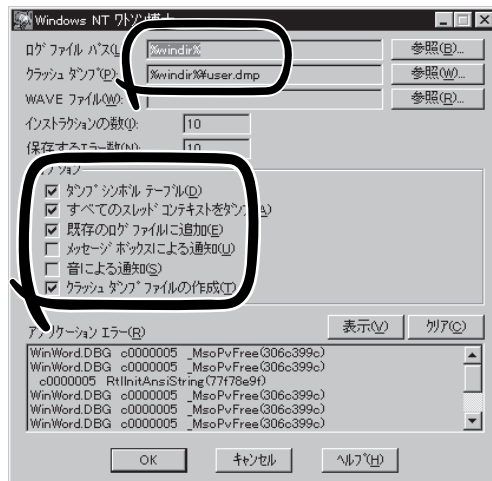 Windows NT ワトソン博士
ログ ファイル パス(L): %windir% 参照(B)...
クラッシュ ダンプ(P): %windir%¥user.dmp 参照(W)...
WAVE ファイル(W): 参照(R)...
インストラクションの数(I): 10
保存するエラー数(N): 10
オプション
ダンプ シンボル テーブル(D)
すべてのスレッド コンテキストをダンプ(A)
既存のログ ファイルに追加(E)
メッセージ ボックスによる通知(U)
音による通知(S)
クラッシュ ダンプ ファイルの作成(T)
アプリケーション エラー(R) 表示(V) クリア(C)
WinWord.DBG c0000005 _MsoPvFree(306c399c)
WinWord.DBG c0000005 _MsoPvFree(306c399c)
c0000005 RtlInitAnsiString(77f78e9f)
WinWord.DBG c0000005 _MsoPvFree(306c399c)
WinWord.DBG c0000005 _MsoPvFree(306c399c)
WinWord.DBG c0000005 _MsoPvFree(306c399c)
OK キャンセル ヘルプ(H)